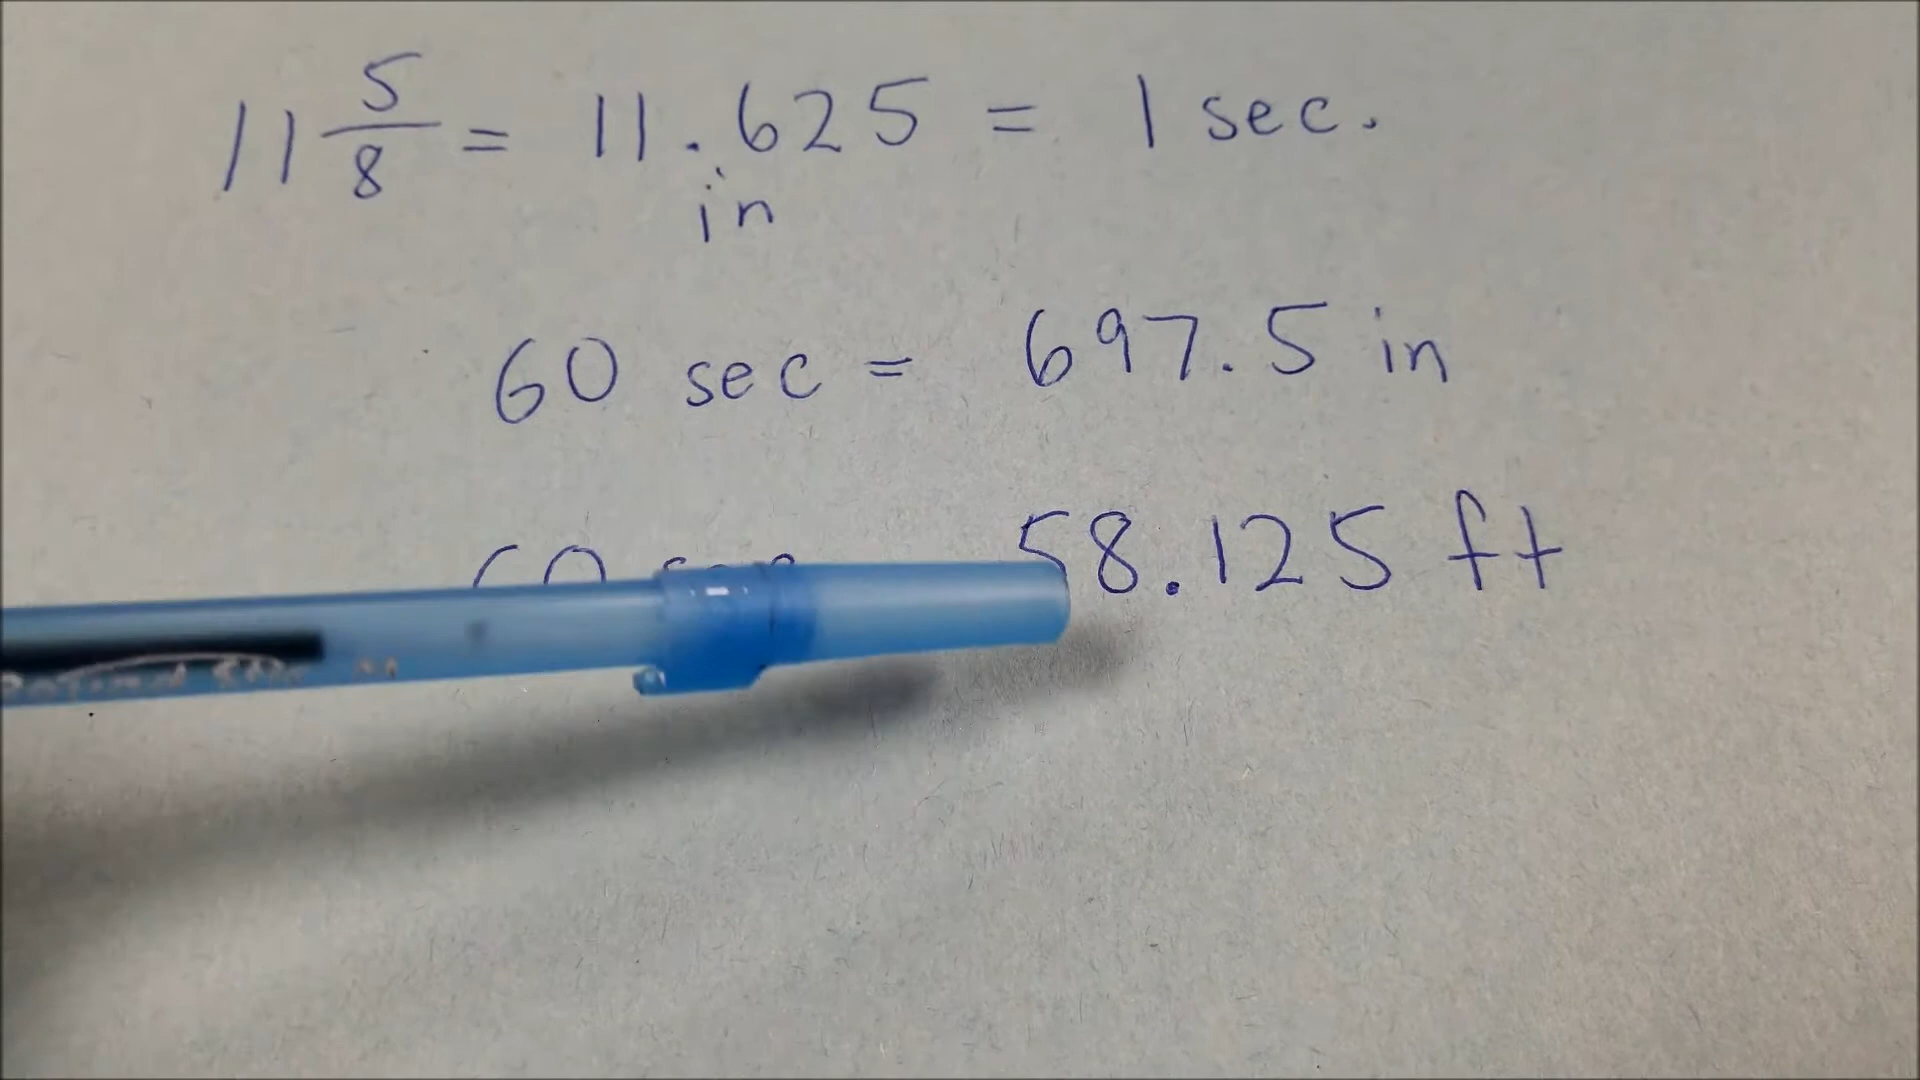 11 5/8 = 11.625 = 1 sec.
in
60 sec = 697.5 in
58.125 ft